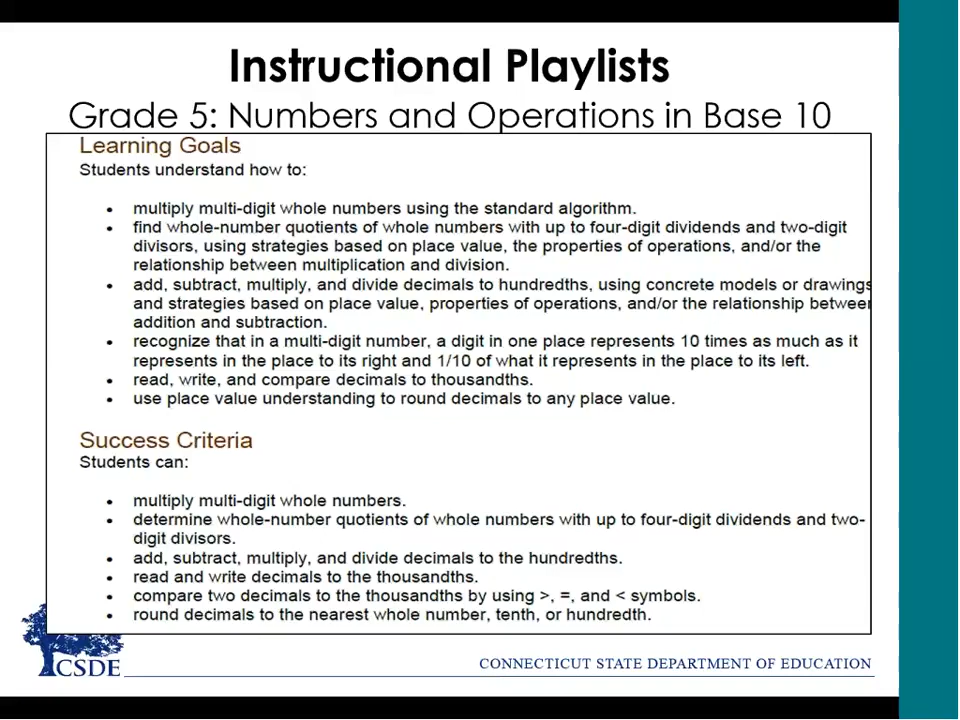 Instructional Playlists
Grade 5: Numbers and Operations in Base 10
Learning Goals
Students understand how to:
• multiply multi-digit whole numbers using the standard algorithm.
• find whole-number quotients of whole numbers with up to four-digit dividends and two-digit
divisors, using strategies based on place value, the properties of operations, and/or the
relationship between multiplication and division.
• add, subtract, multiply, and divide decimals to hundredths, using concrete models or drawings
and strategies based on place value, properties of operations, and/or the relationship between
addition and subtraction.
• recognize that in a multi-digit number, a digit in one place represents 10 times as much as it
represents in the place to its right and 1/10 of what it represents in the place to its left.
• read, write, and compare decimals to thousandths.
• use place value understanding to round decimals to any place value.
Success Criteria
Students can:
• multiply multi-digit whole numbers.
• determine whole-number quotients of whole numbers with up to four-digit dividends and two-
digit divisors.
• add, subtract, multiply, and divide decimals to the hundredths.
• read and write decimals to the thousandths.
• compare two decimals to the thousandths by using >, =, and < symbols.
• round decimals to the nearest whole number, tenth, or hundredth.
CSDE
CONNECTICUT STATE DEPARTMENT OF EDUCATION